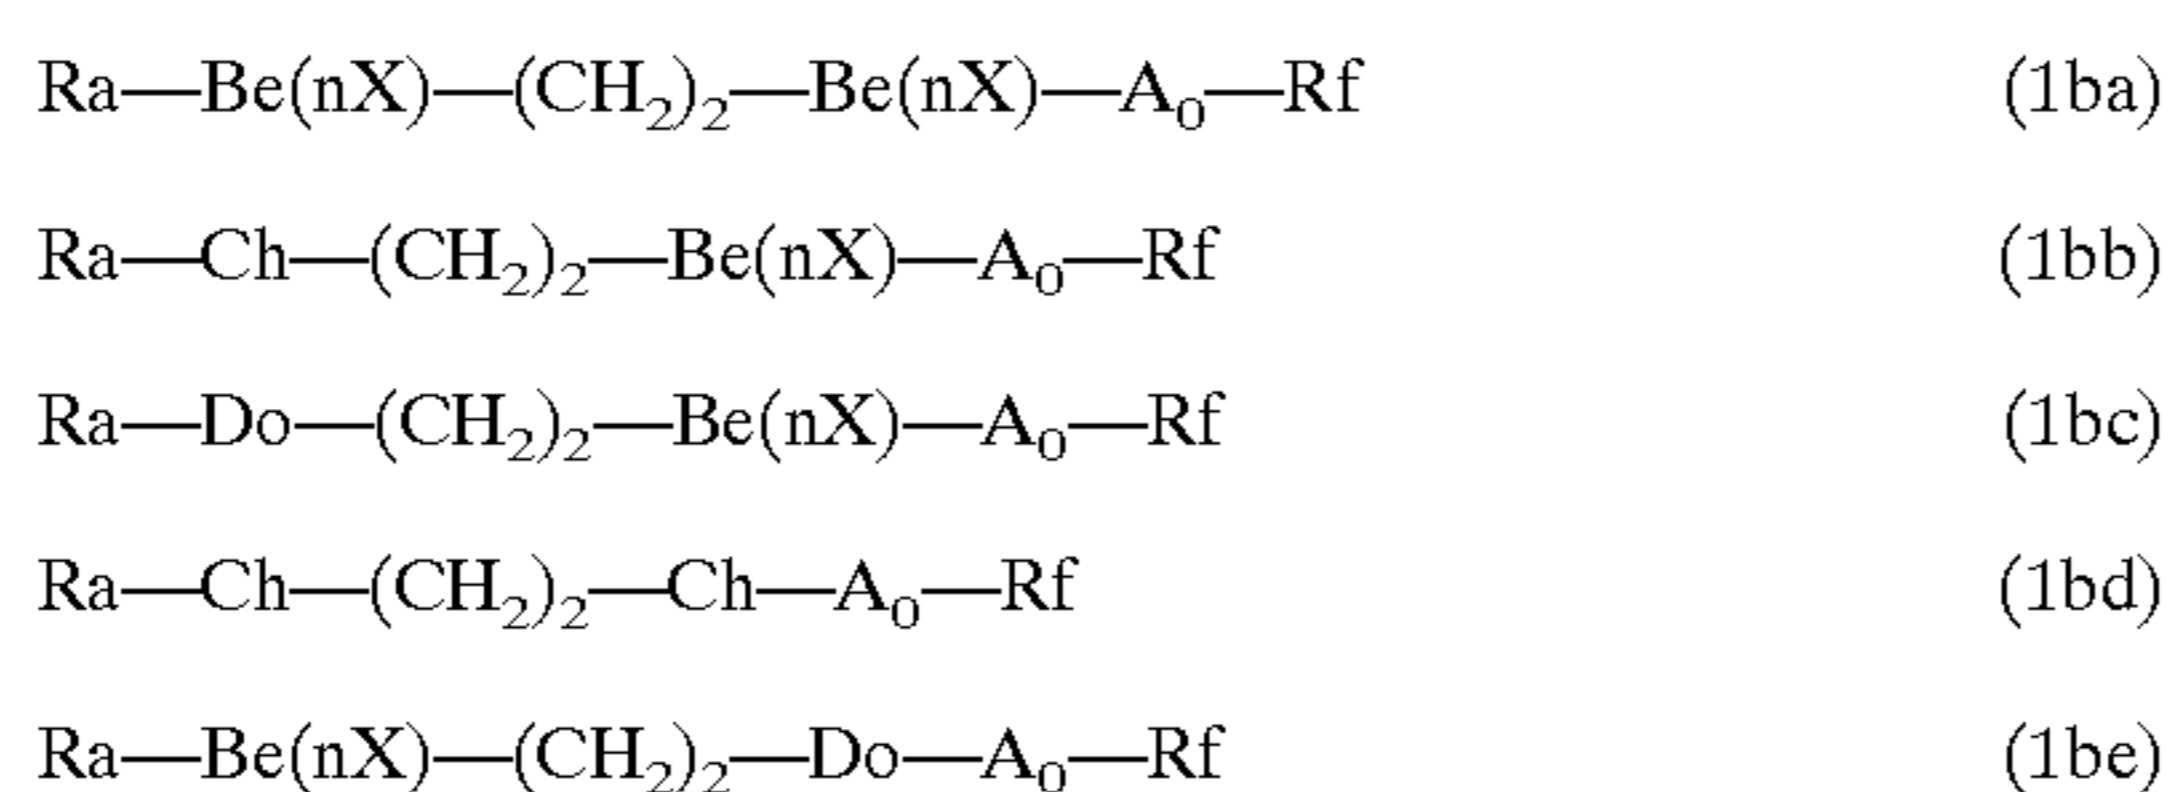 Ra—Be(nX)—(CH₂)₂—Be(nX)—A₀—Rf (1ba)
Ra—Ch—(CH₂)₂—Be(nX)—A₀—Rf (1bb)
Ra—Do—(CH₂)₂—Be(nX)—A₀—Rf (1bc)
Ra—Ch—(CH₂)₂—Ch—A₀—Rf (1bd)
Ra—Be(nX)—(CH₂)₂—Do—A₀—Rf (1be)